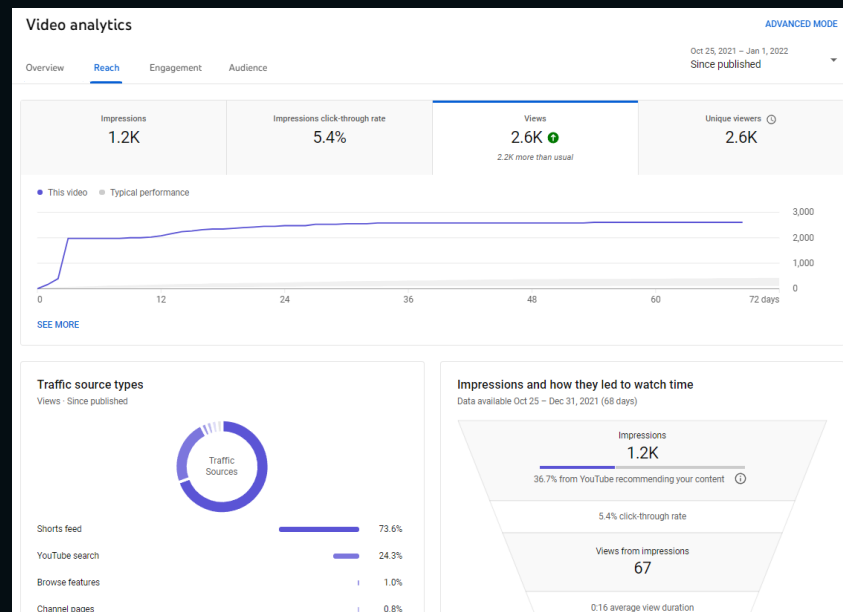 Video analytics
ADVANCED MODE
Oct 25, 2021 – Jan 1, 2022
Since published
Overview
Reach
Engagement
Audience
Impressions
1.2K
Impressions click-through rate
5.4%
Views
2.6K
2.2K more than usual
Unique viewers
2.6K
This video
Typical performance
3,000
2,000
1,000
0
0 12 24 36 48 60 72 days
SEE MORE
Traffic source types
Views · Since published
Traffic
Sources
Shorts feed 73.6%
YouTube search 24.3%
Browse features 1.0%
Channel pages 0.8%
Impressions and how they led to watch time
Data available Oct 25 – Dec 31, 2021 (68 days)
Impressions
1.2K
36.7% from YouTube recommending your content
5.4% click-through rate
Views from impressions
67
0:16 average view duration